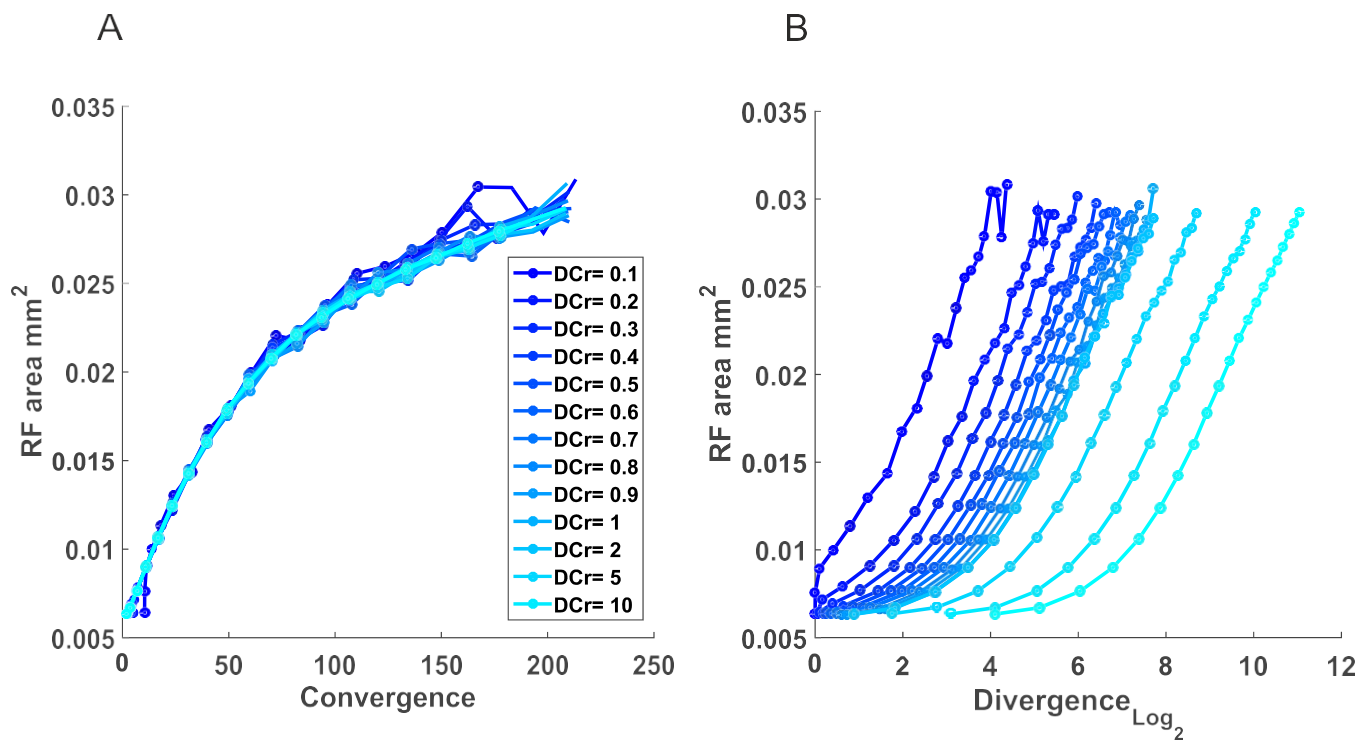 A
RF area mm²
0.035
0.03
0.025
0.02
0.015
0.01
0.005
0
50
100
150
200
250
Convergence
DCr= 0.1
DCr= 0.2
DCr= 0.3
DCr= 0.4
DCr= 0.5
DCr= 0.6
DCr= 0.7
DCr= 0.8
DCr= 0.9
DCr= 1
DCr= 2
DCr= 5
DCr= 10
B
RF area mm²
0.035
0.03
0.025
0.02
0.015
0.01
0.005
0
2
4
6
8
10
12
Divergence Log₂